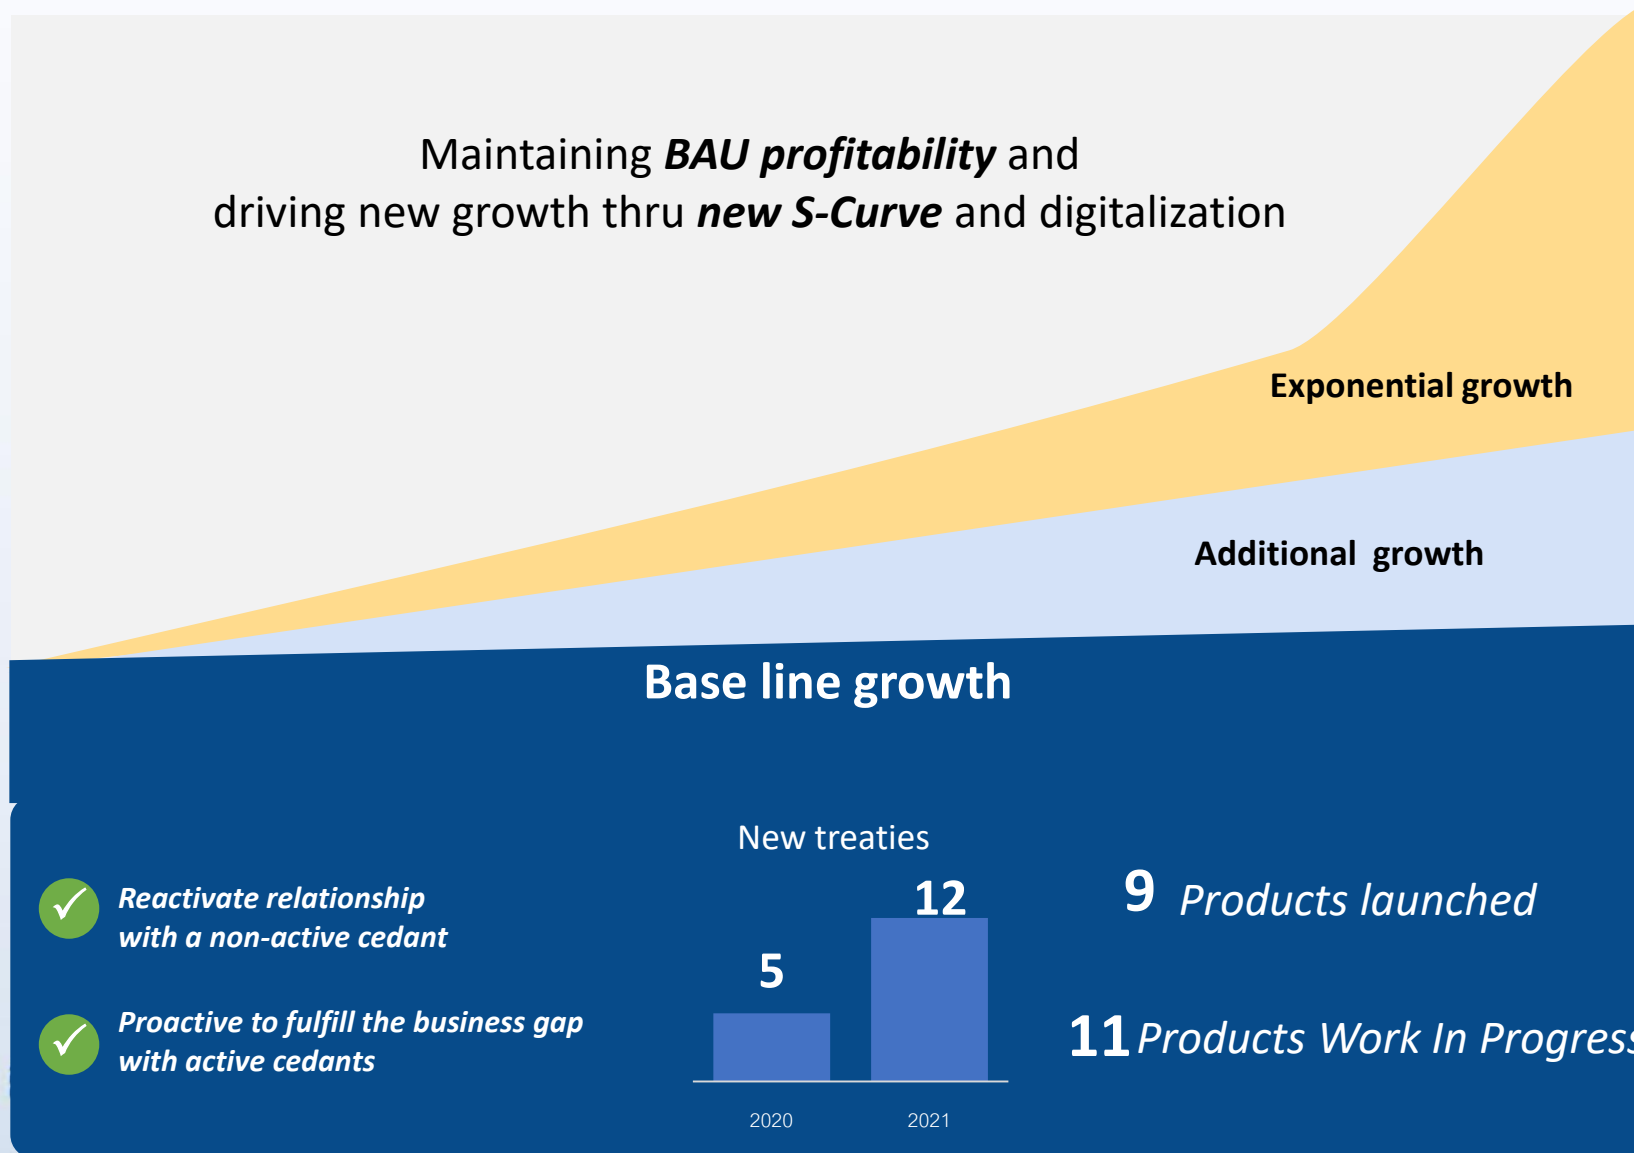 Maintaining BAU profitability and
driving new growth thru new S-Curve and digitalization
Exponential growth
Additional growth
Base line growth
Reactivate relationship
with a non-active cedant
Proactive to fulfill the business gap
with active cedants
New treaties
5
12
2020
2021
9 Products launched
11 Products Work In Progress